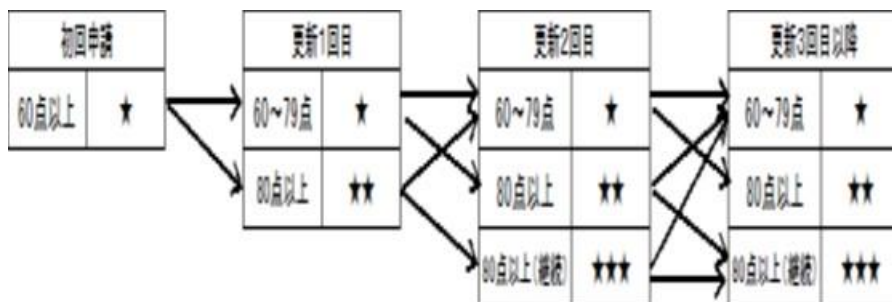 初回申請
60点以上 ★
更新1回目
60～79点 ★
80点以上 ★★
更新2回目
60～79点 ★
80点以上 ★★
80点以上(継続) ★★★
更新3回目以降
60～79点 ★
80点以上 ★★
80点以上(継続) ★★★